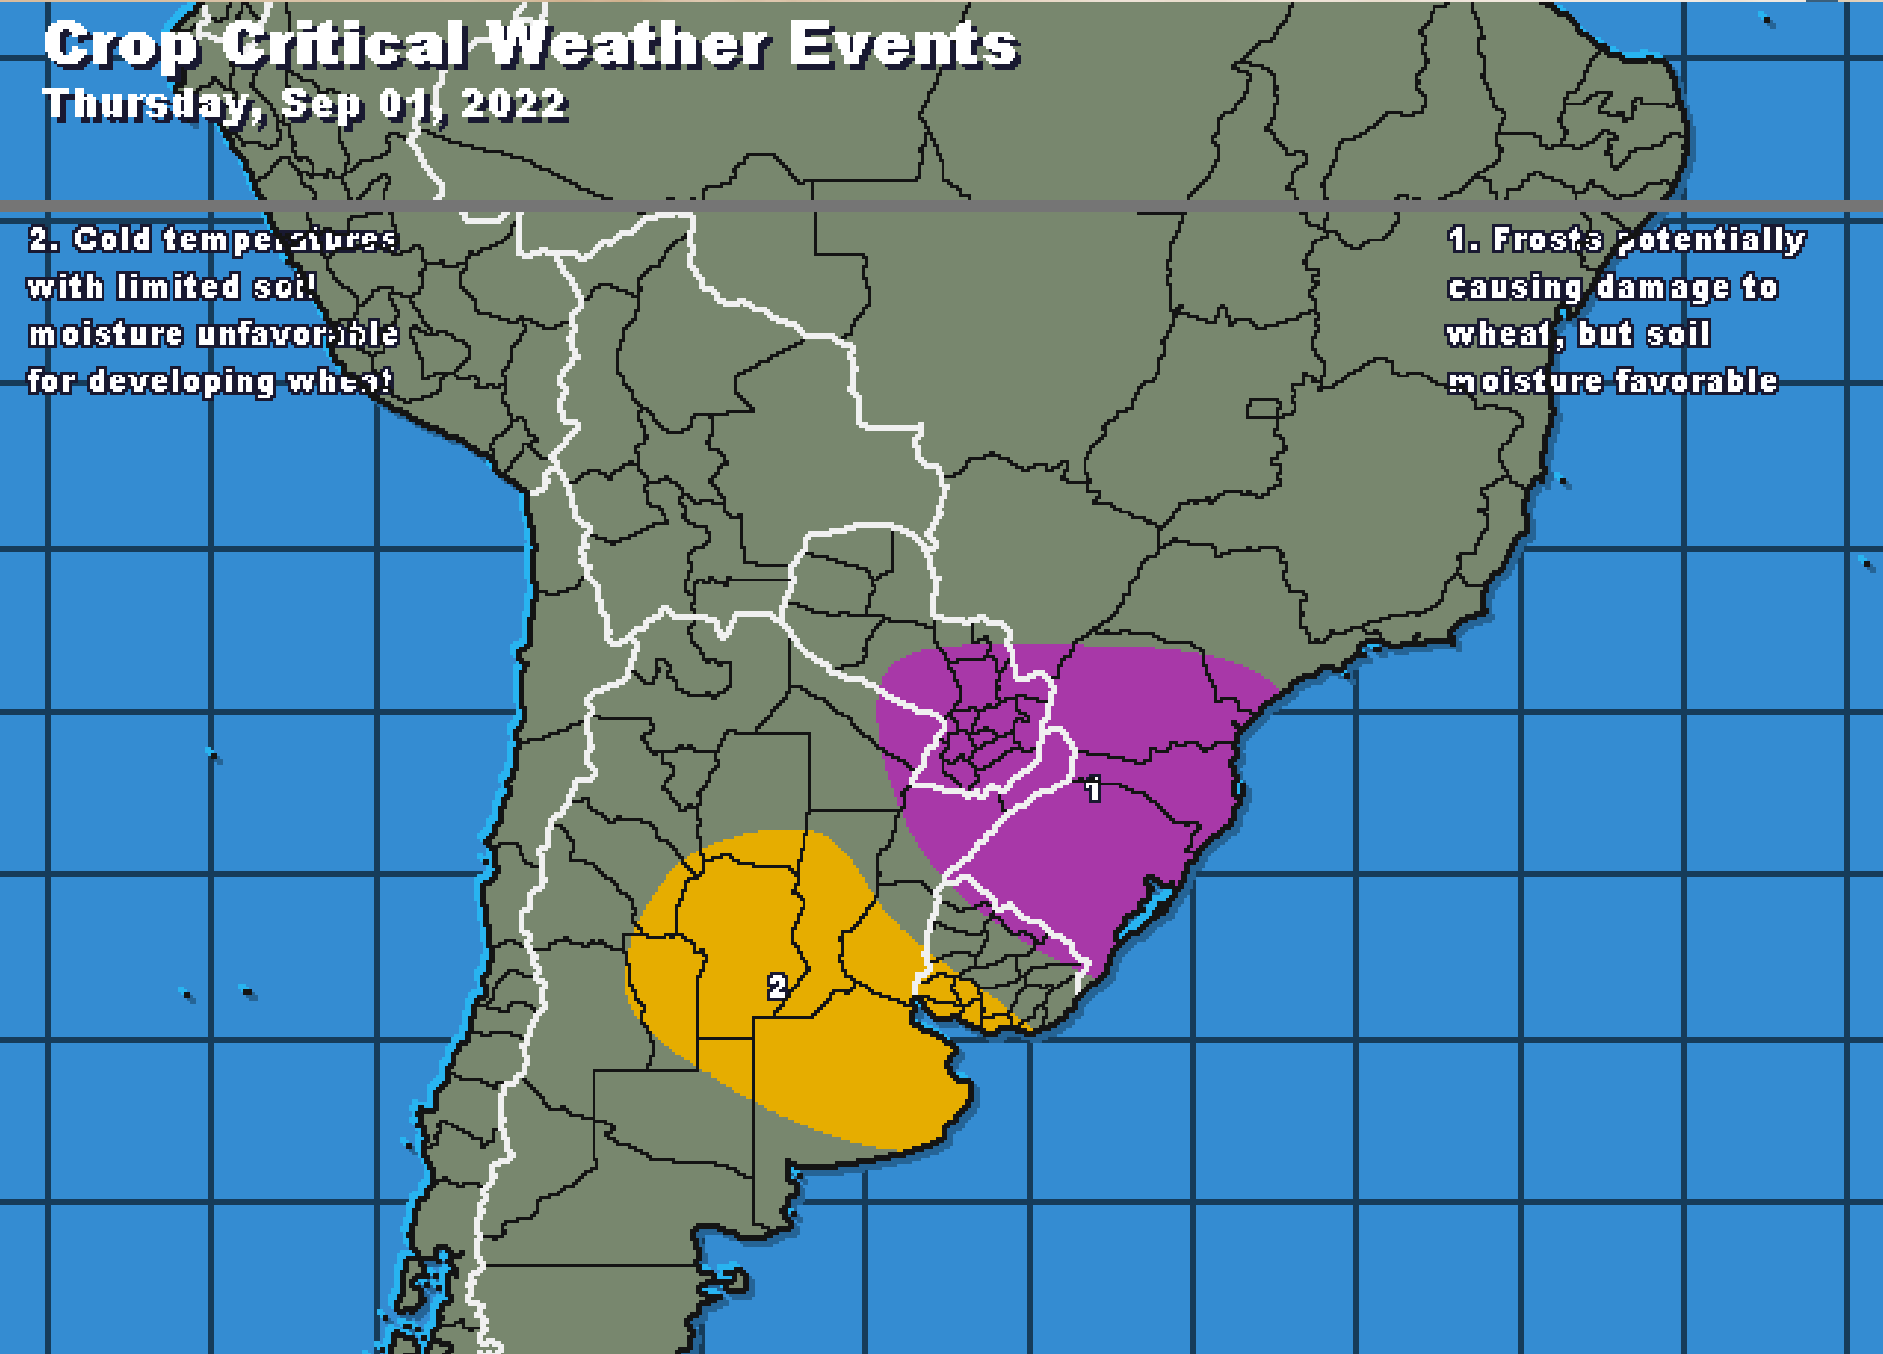 Crop Critical Weather Events
Thursday, Sep 01, 2022
2. Cold temperatures
with limited soil
moisture unfavorable
for developing wheat
1. Frosts potentially
causing damage to
wheat, but soil
moisture favorable
1
2